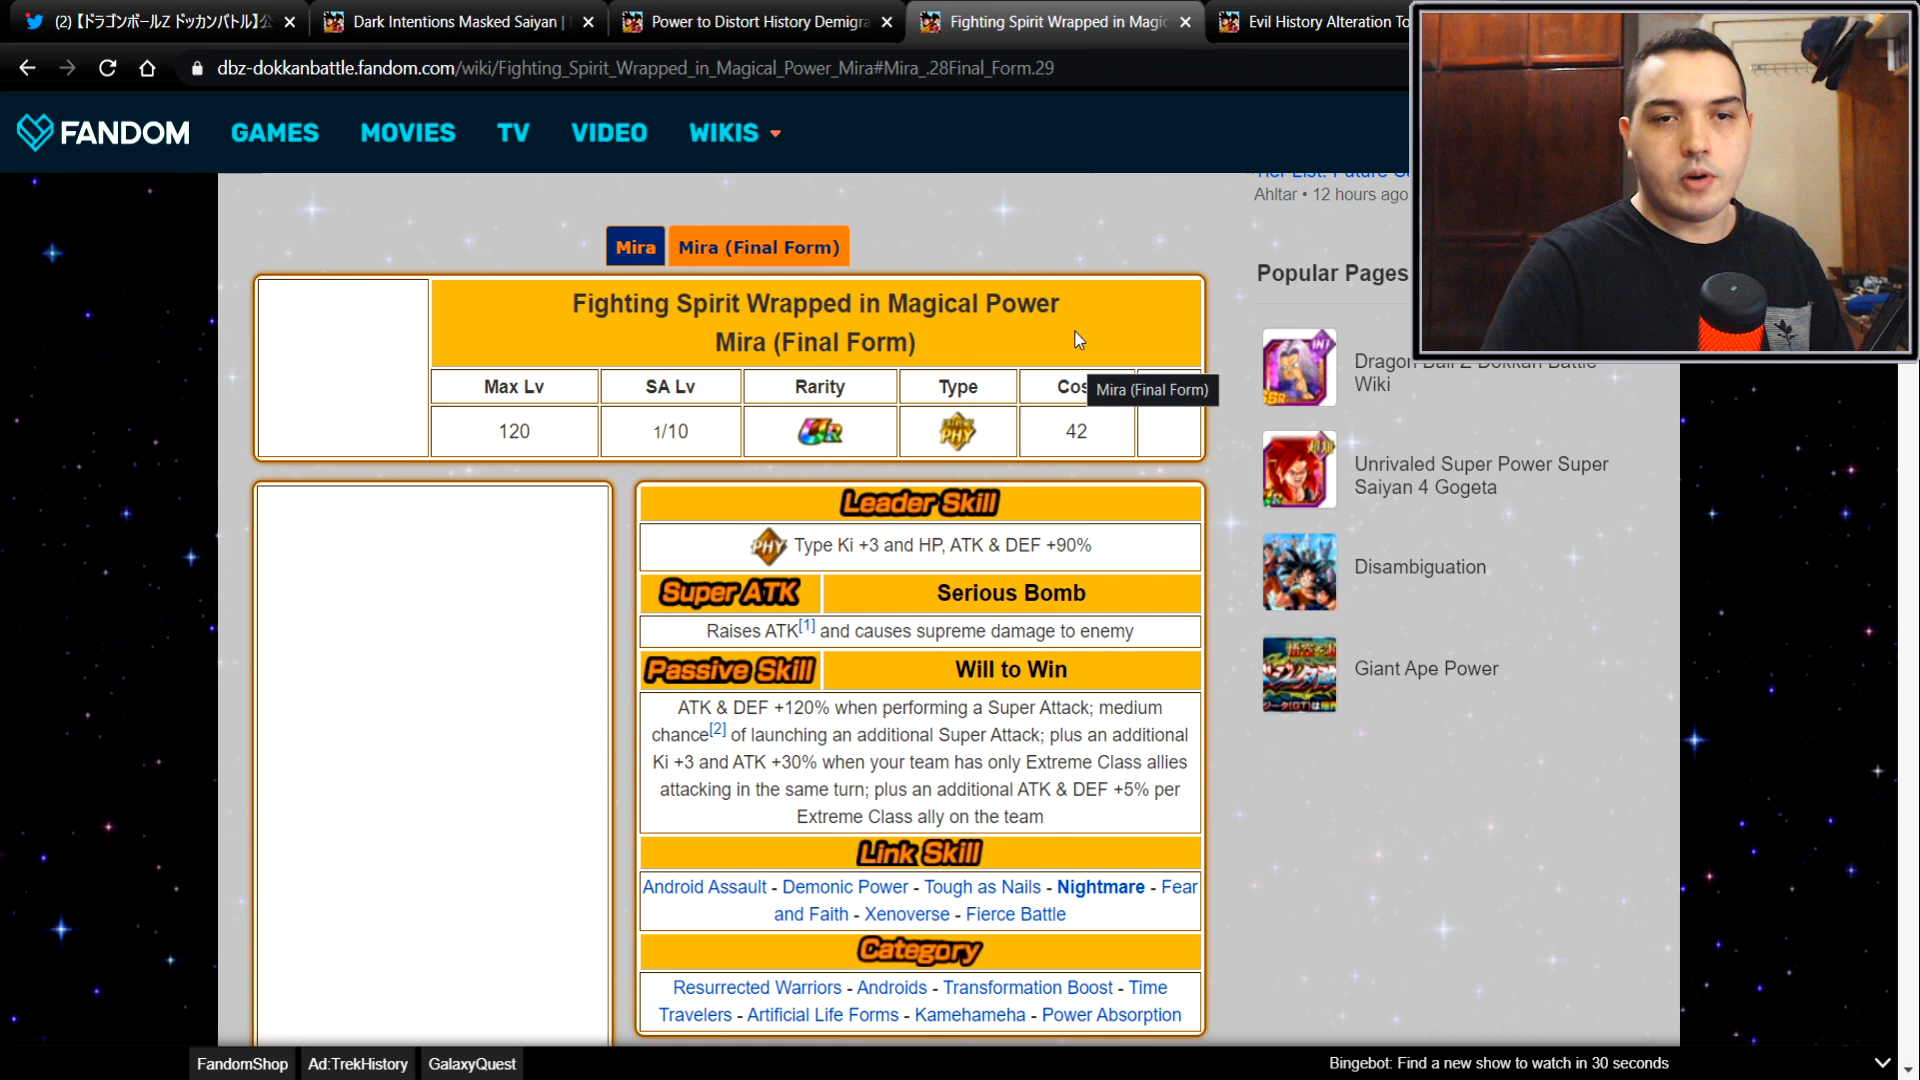 (2) 【ドラゴンボールZ ドッカンバトル】公
Dark Intentions Masked Saiyan |
Power to Distort History Demigra
Fighting Spirit Wrapped in Magic
Evil History Alteration To
dbz-dokkanbattle.fandom.com/wiki/Fighting_Spirit_Wrapped_in_Magical_Power_Mira#Mira_.28Final_Form.29
FANDOM
GAMES MOVIES TV VIDEO WIKIS
Ahltar • 12 hours ago
Mira
Mira (Final Form)
Fighting Spirit Wrapped in Magical Power
Mira (Final Form)
Max Lv SA Lv Rarity Type Cos
Mira (Final Form)
120 1/10 UR EXTREME PHY 42
Leader Skill
PHY Type Ki +3 and HP, ATK & DEF +90%
Super ATK Serious Bomb
Raises ATK[1] and causes supreme damage to enemy
Passive Skill Will to Win
ATK & DEF +120% when performing a Super Attack; medium
chance[2] of launching an additional Super Attack; plus an additional
Ki +3 and ATK +30% when your team has only Extreme Class allies
attacking in the same turn; plus an additional ATK & DEF +5% per
Extreme Class ally on the team
Link Skill
Android Assault - Demonic Power - Tough as Nails - Nightmare - Fear
and Faith - Xenoverse - Fierce Battle
Category
Resurrected Warriors - Androids - Transformation Boost - Time
Travelers - Artificial Life Forms - Kamehameha - Power Absorption
Popular Pages
INT
SSR
Dragon Ball Z Dokkan Battle
Wiki
Unrivaled Super Power Super
Saiyan 4 Gogeta
Disambiguation
Giant Ape Power
FandomShop Ad:TrekHistory GalaxyQuest
Bingebot: Find a new show to watch in 30 seconds